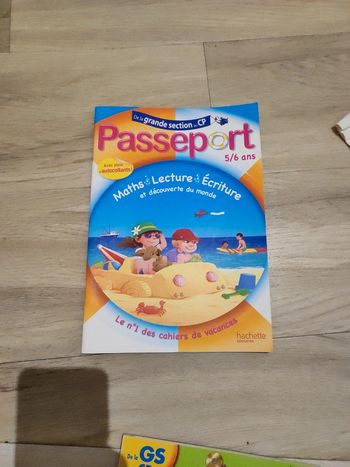 De la grande section au CP
Passeport
5/6 ans
Avec plein
d'autocollants!
Maths Lecture Écriture
et découverte du monde
Le n°1 des cahiers de vacances
hachette
De la GS